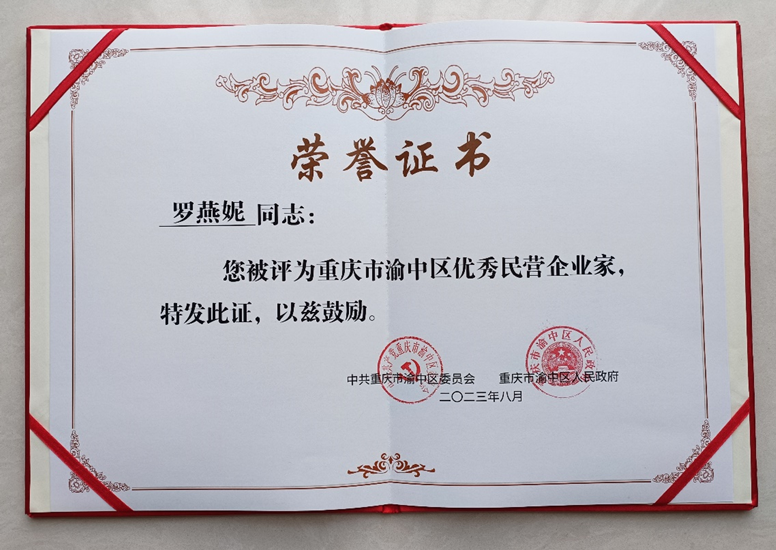 荣誉证书
罗燕妮 同志：
您被评为重庆市渝中区优秀民营企业家，
特发此证，以兹鼓励。
中共重庆市渝中区委员会 重庆市渝中区人民政府
二〇二三年八月